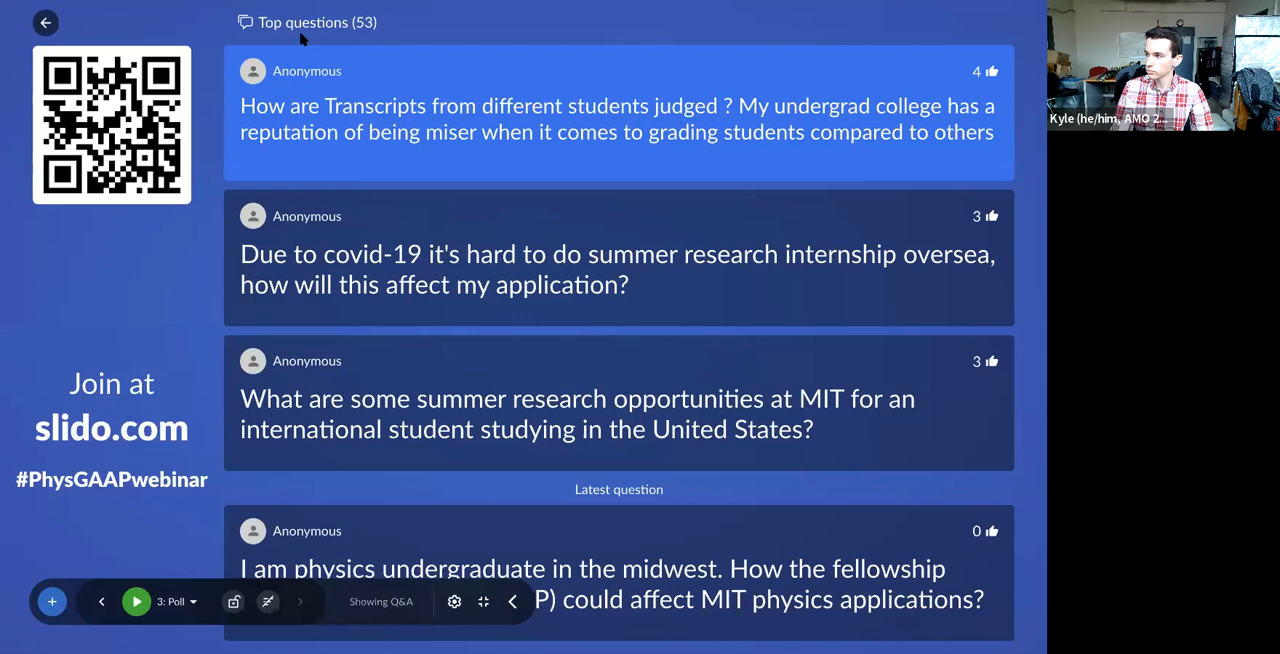 Top questions (53)
Anonymous
4
How are Transcripts from different students judged ? My undergrad college has a
reputation of being miser when it comes to grading students compared to others
Anonymous
3
Due to covid-19 it's hard to do summer research internship oversea,
how will this affect my application?
Anonymous
3
What are some summer research opportunities at MIT for an
international student studying in the United States?
Latest question
Anonymous
0
I am physics undergraduate in the midwest. How the fellowship
P) could affect MIT physics applications?
Join at
slido.com
#PhysGAAPwebinar
3: Poll
Showing Q&A
Kyle (he/him, AMO 2...